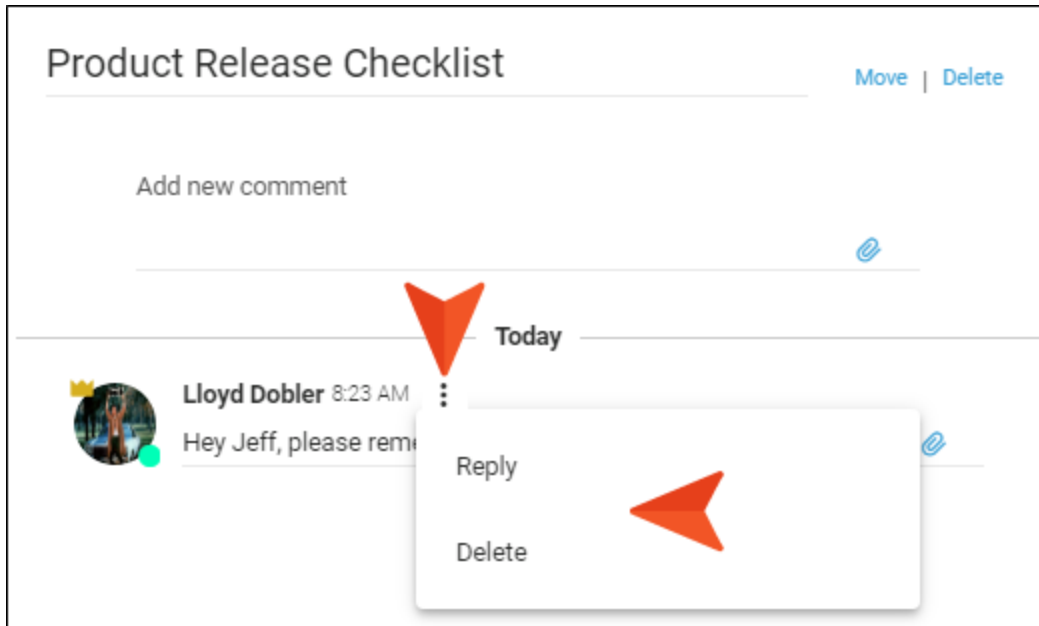 Product Release Checklist
Move | Delete
Add new comment
Today
Lloyd Dobler 8:23 AM
Hey Jeff, please
Reply
Delete